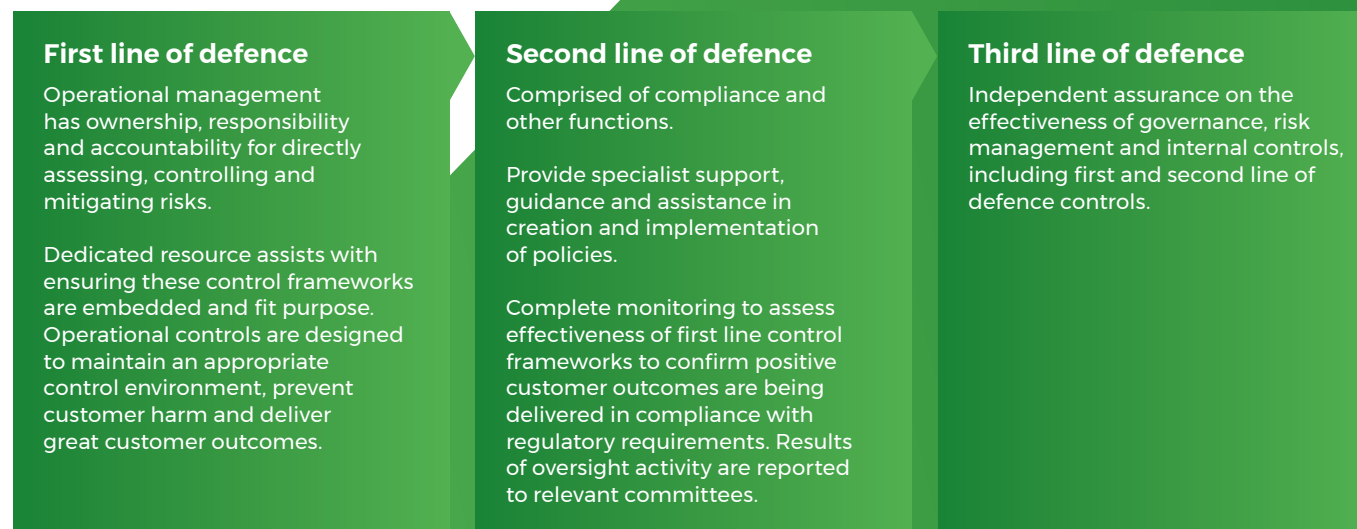 First line of defence
Operational management
has ownership, responsibility
and accountability for directly
assessing, controlling and
mitigating risks.
Dedicated resource assists with
ensuring these control frameworks
are embedded and fit purpose.
Operational controls are designed
to maintain an appropriate
control environment, prevent
customer harm and deliver
great customer outcomes.
Second line of defence
Comprised of compliance and
other functions.
Provide specialist support,
guidance and assistance in
creation and implementation
of policies.
Complete monitoring to assess
effectiveness of first line control
frameworks to confirm positive
customer outcomes are being
delivered in compliance with
regulatory requirements. Results
of oversight activity are reported
to relevant committees.
Third line of defence
Independent assurance on the
effectiveness of governance, risk
management and internal controls,
including first and second line of
defence controls.